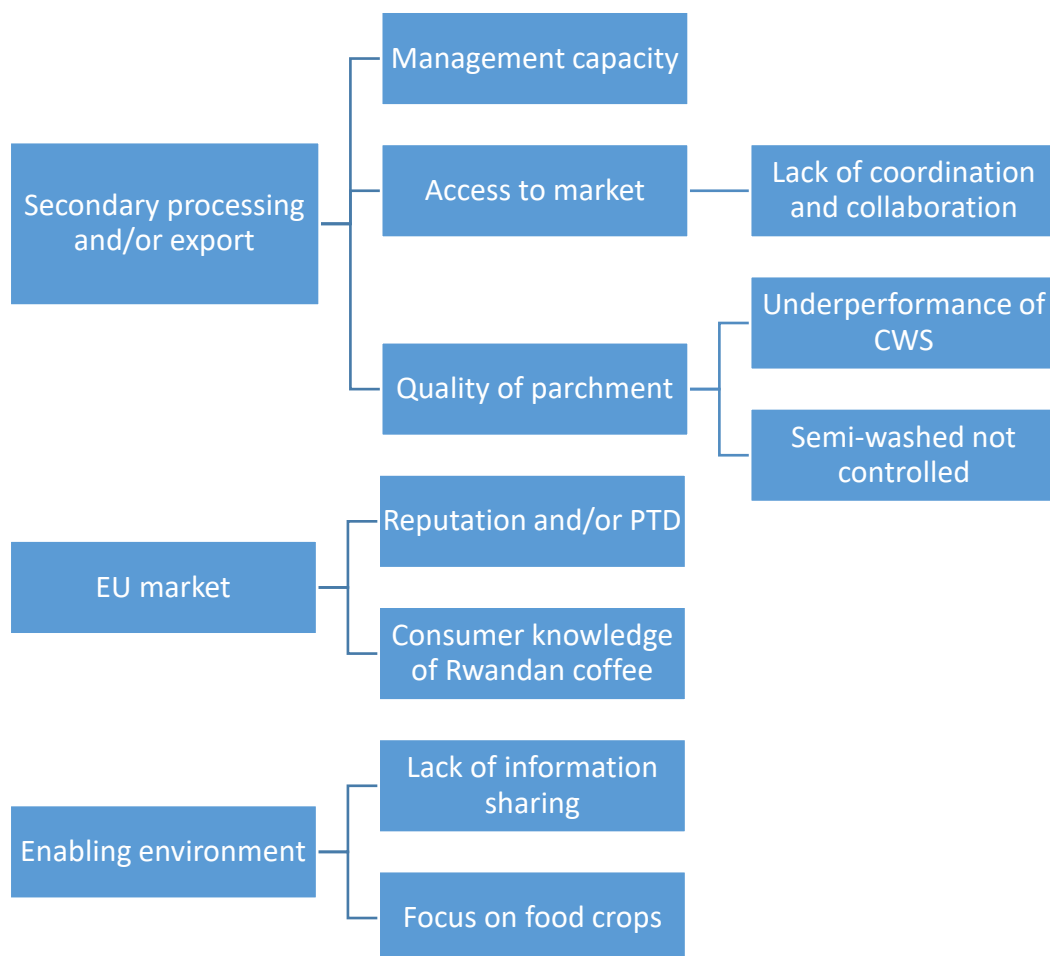 Management capacity
Secondary processing
and/or export
Access to market
Lack of coordination
and collaboration
Quality of parchment
Underperformance of
CWS
Semi-washed not
controlled
EU market
Reputation and/or PTD
Consumer knowledge
of Rwandan coffee
Enabling environment
Lack of information
sharing
Focus on food crops